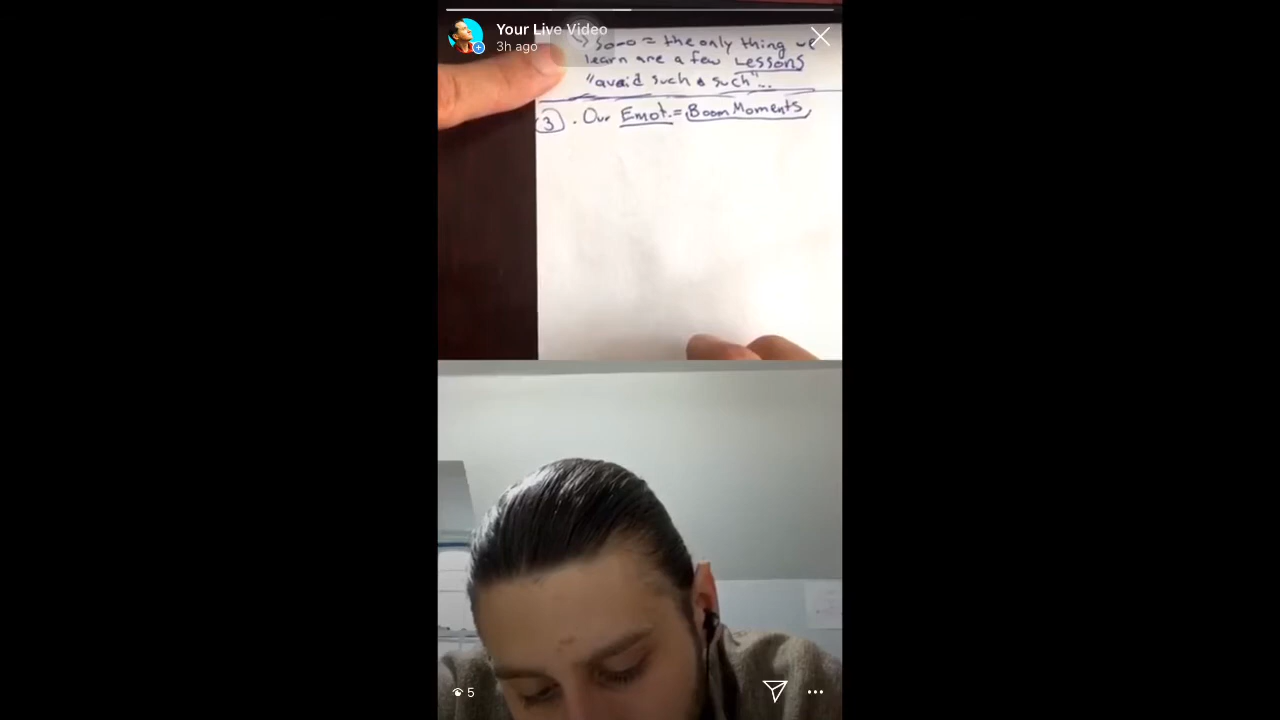 Your Live Video
3h ago
so-o = the only thing we
learn are a few Lessons
"avoid such & such"...
3 . Our Emot. = Boom Moments
5